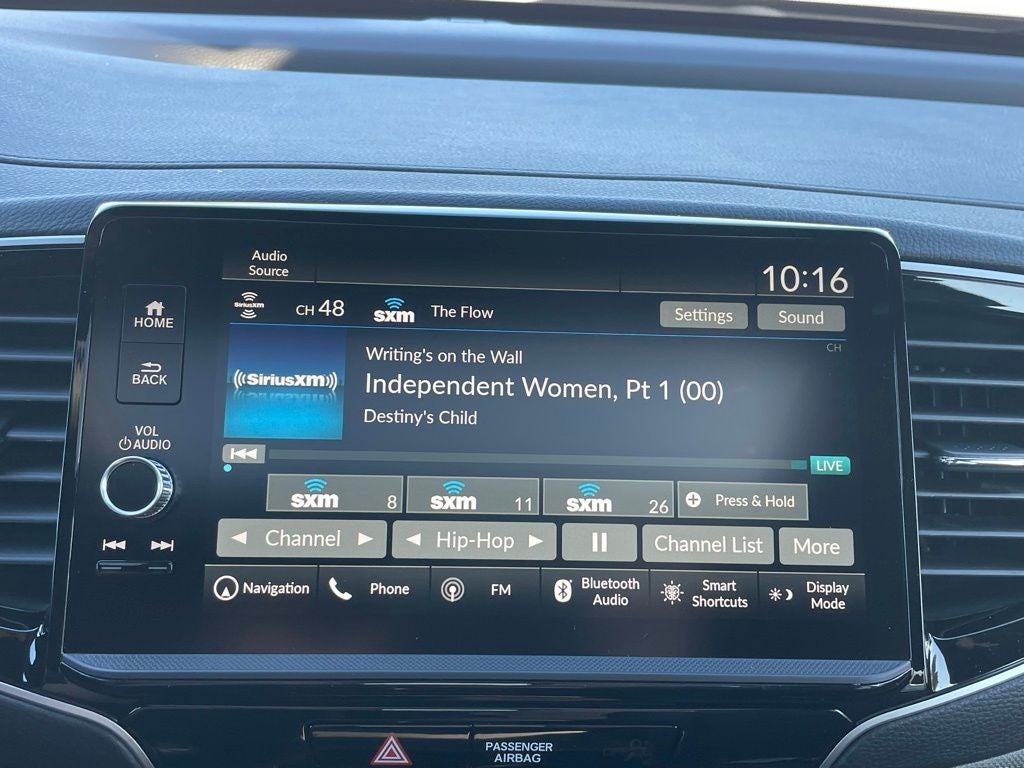 Audio
Source
10:16
HOME
BACK
VOL
AUDIO
SIRIUSXM
CH 48
sxm
The Flow
Settings
Sound
CH
((SiriusXM))
Writing's on the Wall
Independent Women, Pt 1 (00)
Destiny's Child
LIVE
sxm 8
sxm 11
sxm 26
Press & Hold
Channel
Hip-Hop
Channel List
More
Navigation
Phone
FM
Bluetooth
Audio
Smart
Shortcuts
Display
Mode
PASSENGER
AIRBAG